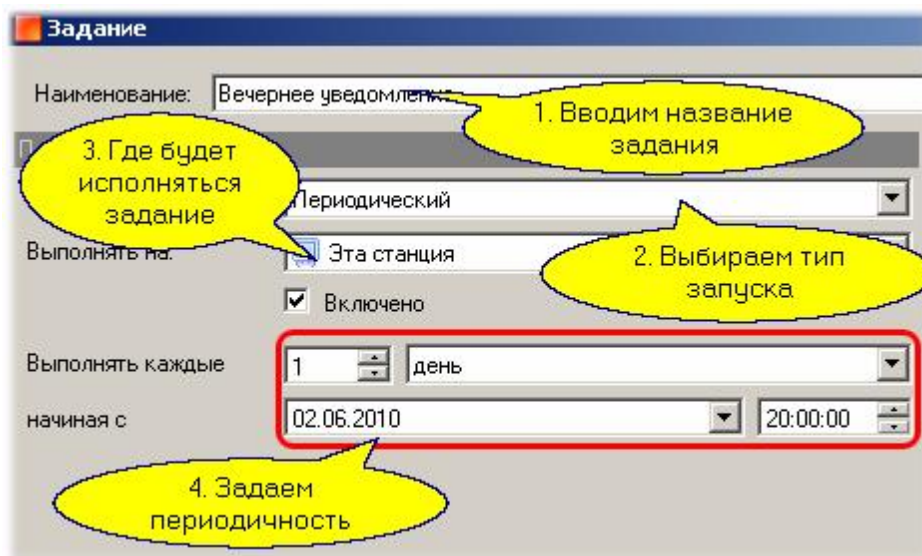 Задание
Наименование: Вечернее уведомление
1. Вводим название
задания
3. Где будет
исполняться
задание
Периодический
Выполнять на: Эта станция
2. Выбираем тип
запуска
Включено
Выполнять каждые 1 день
начиная с 02.06.2010 20:00:00
4. Задаем
периодичность